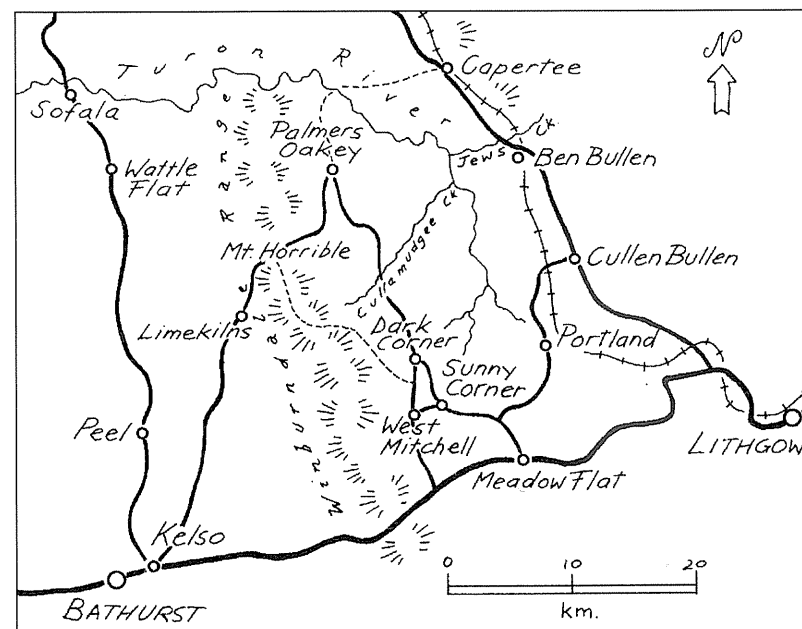 N
Turon River
Capertee
Sofala
Palmers
Oakey
Wattle
Flat
Jews Ck
Ben Bullen
Mt. Horrible
Cullamudgee Ck
Cullen Bullen
Limekilns
Dark
Corner
Sunny
Corner
Portland
Peel
West
Mitchell
LITHGOW
Meadow Flat
Winburndale Range
Kelso
BATHURST
0 10 20
km.